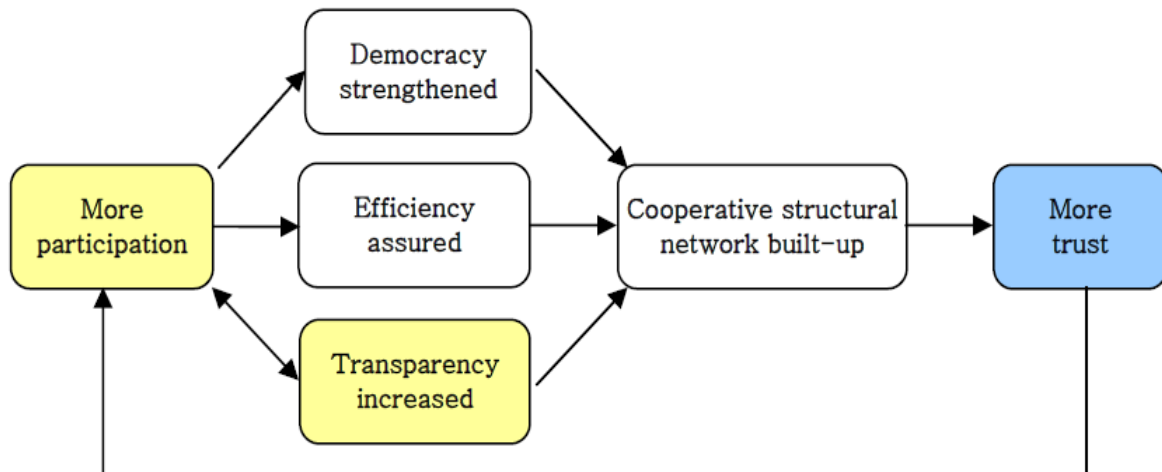 Democracy
strengthened
More
participation
Efficiency
assured
Cooperative structural
network built-up
More
trust
Transparency
increased